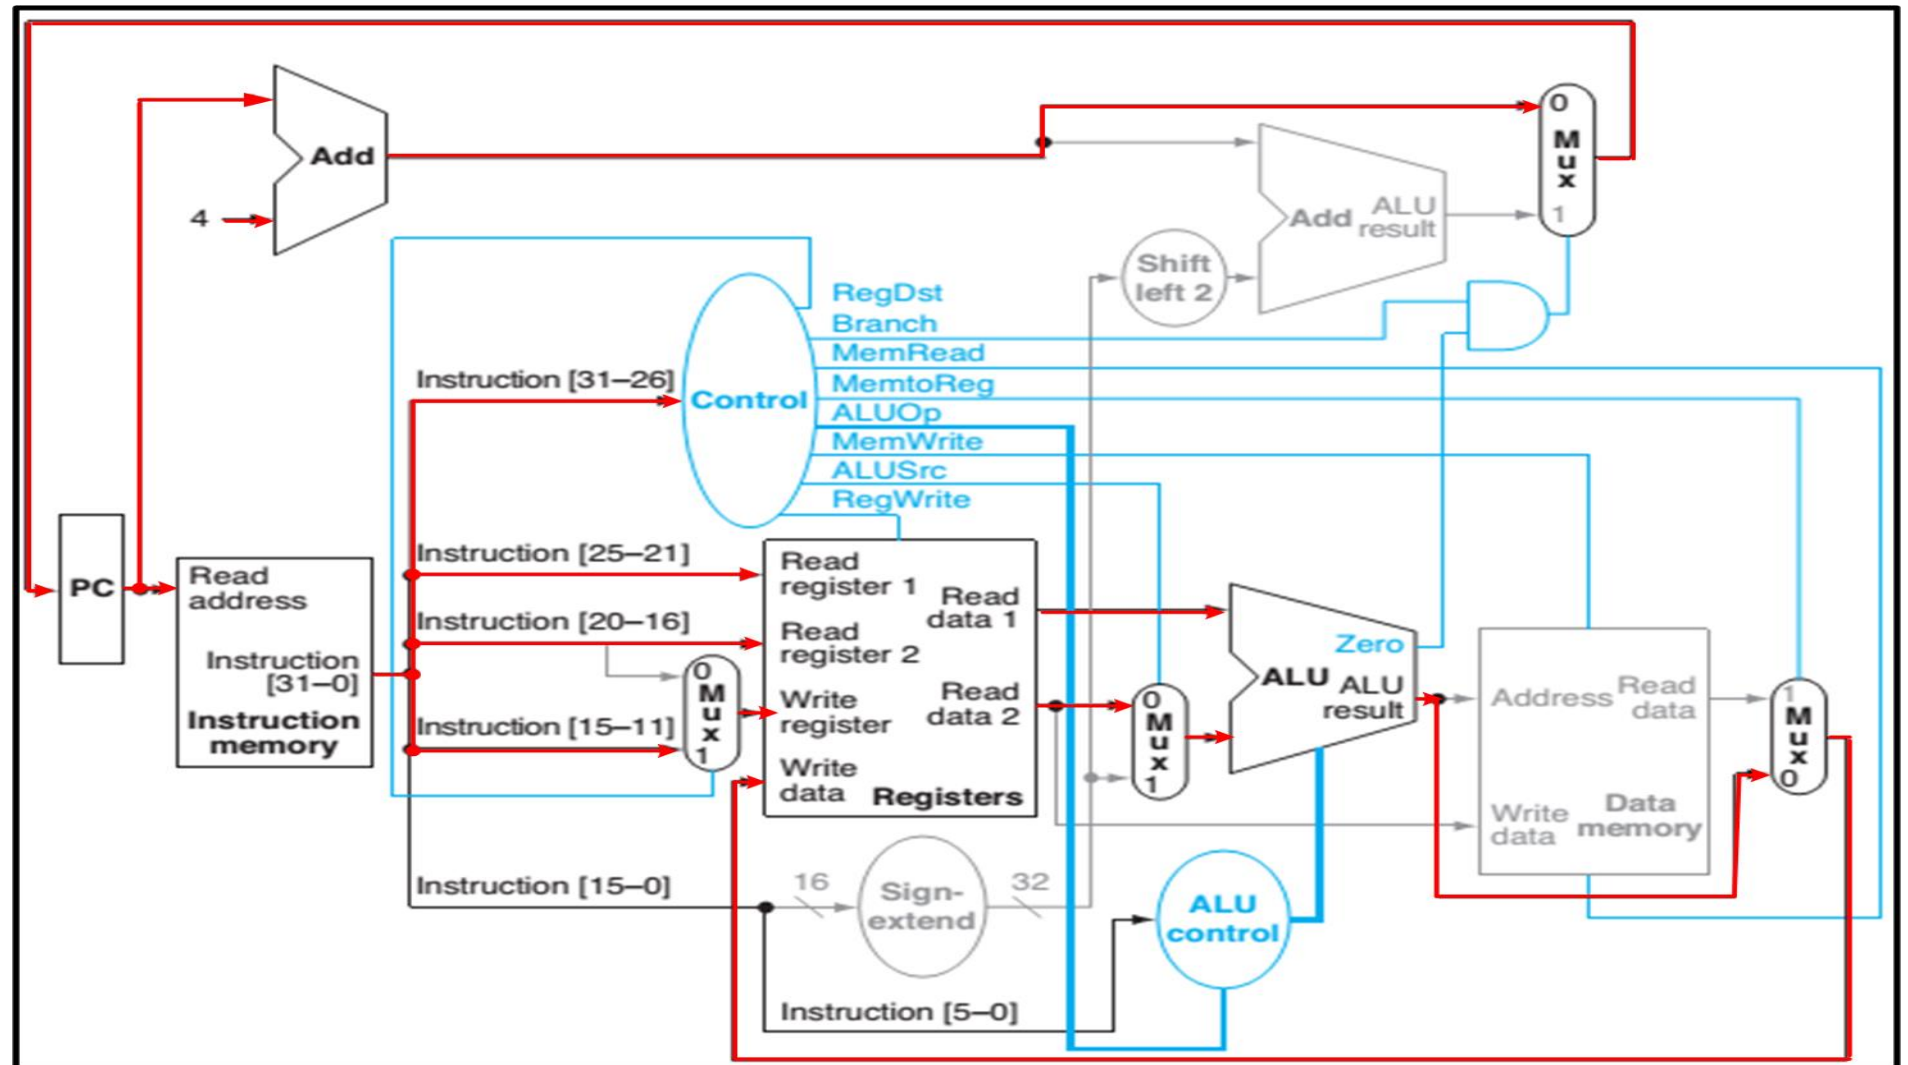 0
M
u
x
1
Add
4
Add
ALU
result
Shift
left 2
RegDst
Branch
MemRead
MemtoReg
ALUOp
MemWrite
ALUSrc
RegWrite
Control
Instruction [31–26]
Instruction [25–21]
Instruction [20–16]
Instruction [15–11]
Instruction [15–0]
Instruction [5–0]
PC
Read
address
Instruction
[31–0]
Instruction
memory
0
M
u
x
1
Read
register 1
Read
register 2
Write
register
Write
data
Read
data 1
Read
data 2
Registers
0
M
u
x
1
Zero
ALU
ALU
result
Address
Read
data
Write
data
Data
memory
1
M
u
x
0
16
Sign-
extend
32
ALU
control